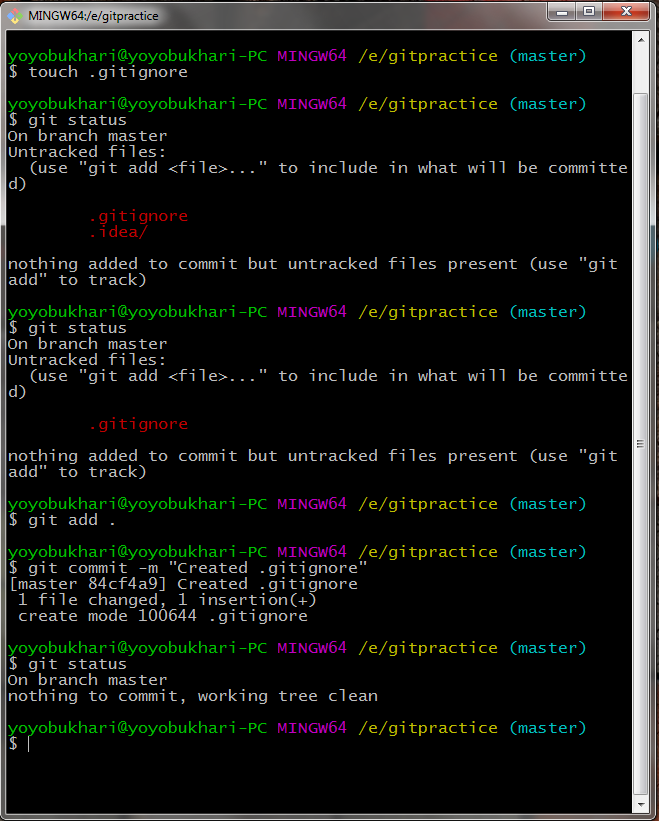 MINGW64:/e/gitpractice
yoyobukhari@yoyobukhari-PC MINGW64 /e/gitpractice (master)
$ touch .gitignore
yoyobukhari@yoyobukhari-PC MINGW64 /e/gitpractice (master)
$ git status
On branch master
Untracked files:
  (use "git add <file>..." to include in what will be committe
d)
        .gitignore
        .idea/
nothing added to commit but untracked files present (use "git
add" to track)
yoyobukhari@yoyobukhari-PC MINGW64 /e/gitpractice (master)
$ git status
On branch master
Untracked files:
  (use "git add <file>..." to include in what will be committe
d)
        .gitignore
nothing added to commit but untracked files present (use "git
add" to track)
yoyobukhari@yoyobukhari-PC MINGW64 /e/gitpractice (master)
$ git add .
yoyobukhari@yoyobukhari-PC MINGW64 /e/gitpractice (master)
$ git commit -m "Created .gitignore"
[master 84cf4a9] Created .gitignore
 1 file changed, 1 insertion(+)
 create mode 100644 .gitignore
yoyobukhari@yoyobukhari-PC MINGW64 /e/gitpractice (master)
$ git status
On branch master
nothing to commit, working tree clean
yoyobukhari@yoyobukhari-PC MINGW64 /e/gitpractice (master)
$